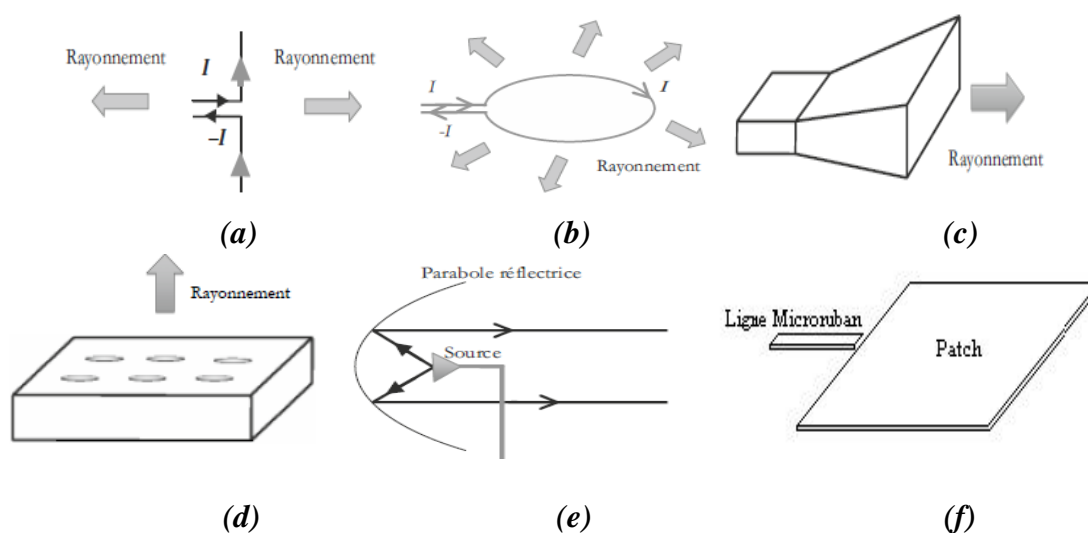 Rayonnement
I
Rayonnement
–I
(a)
I
I
-I
Rayonnement
(b)
Rayonnement
(c)
Rayonnement
(d)
Parabole réflectrice
Source
(e)
Ligne Microruban
Patch
(f)